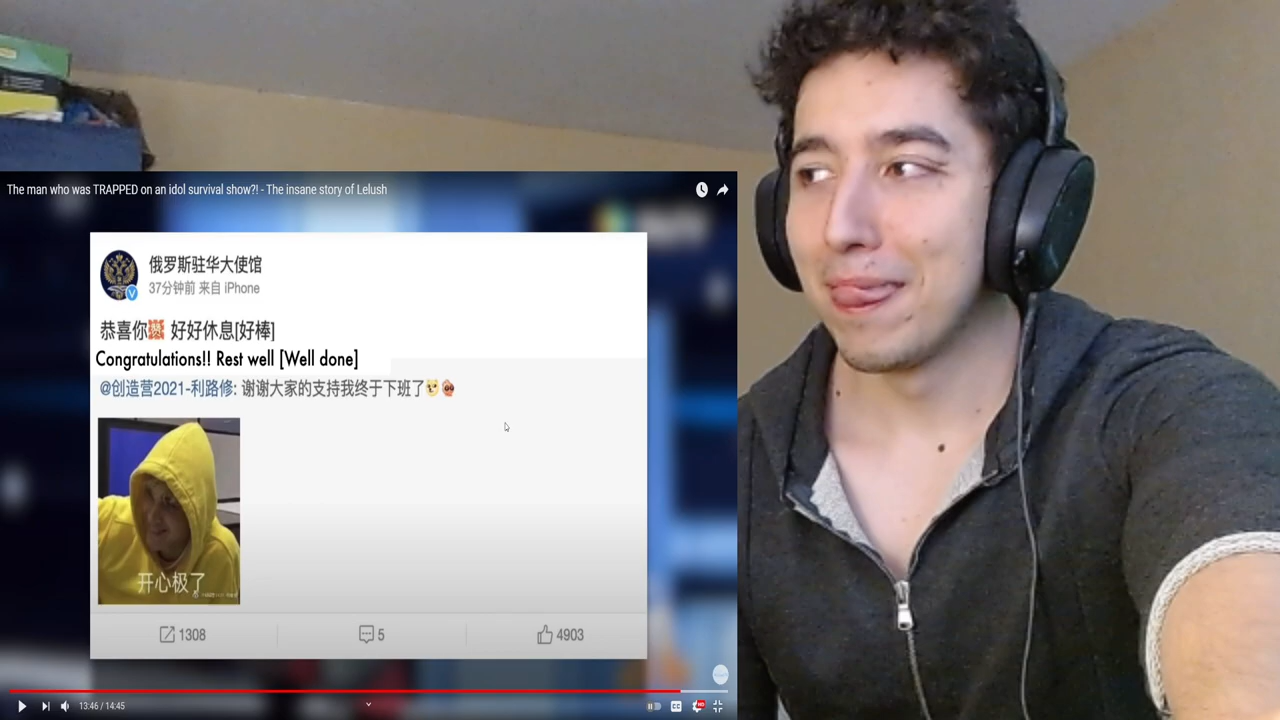 The man who was TRAPPED on an idol survival show?! - The insane story of Lelush
俄罗斯驻华大使馆
37分钟前 来自 iPhone
恭喜你 好好休息[好棒]
Congratulations!! Rest well [Well done]
@创造营2021-利路修: 谢谢大家的支持我终于下班了
开心极了
1308
5
4903
13:46 / 14:45
CC
HD